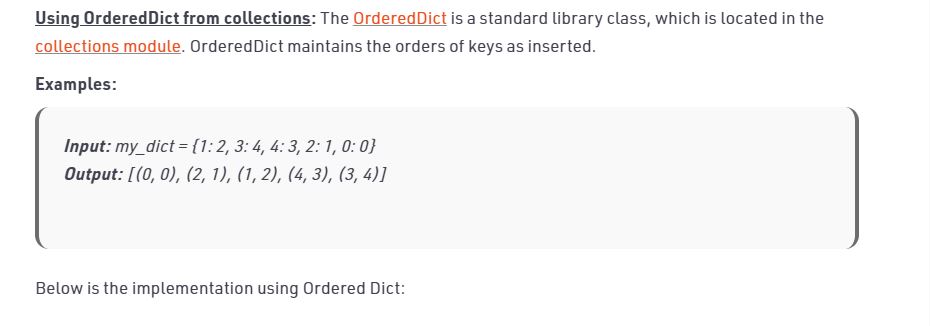 Using OrderedDict from collections: The OrderedDict is a standard library class, which is located in the
collections module. OrderedDict maintains the orders of keys as inserted.
Examples:
Input: my_dict = {1: 2, 3: 4, 4: 3, 2: 1, 0: 0}
Output: [(0, 0), (2, 1), (1, 2), (4, 3), (3, 4)]
Below is the implementation using Ordered Dict: